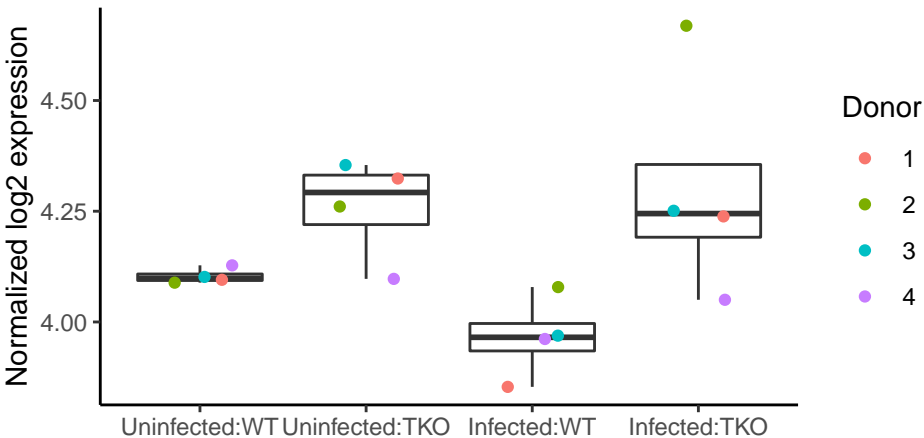 Normalized log2 expression
4.50
4.25
4.00
Uninfected:WT
Uninfected:TKO
Infected:WT
Infected:TKO
Donor
1
2
3
4